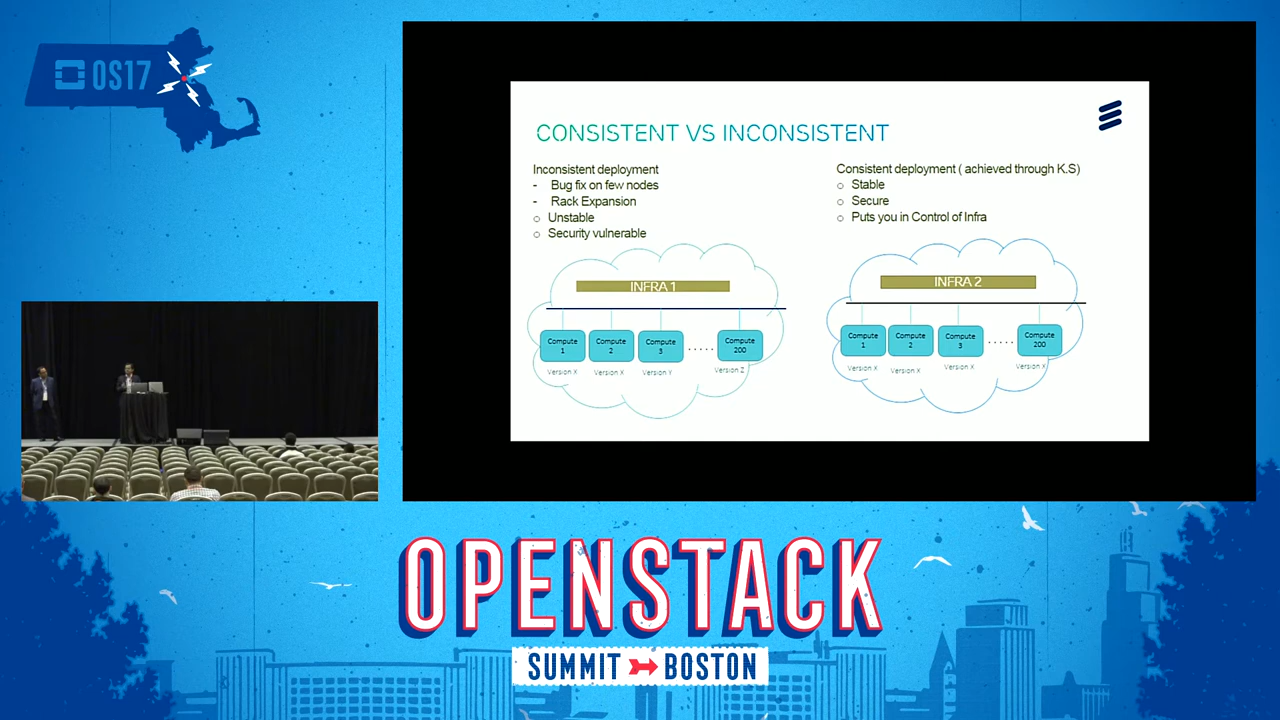 OS17
CONSISTENT VS INCONSISTENT
Inconsistent deployment
- Bug fix on few nodes
- Rack Expansion
○ Unstable
○ Security vulnerable
INFRA 1
Compute 1
Compute 2
Compute 3
. . . . .
Compute 200
Version X
Version X
Version Y
Version Z
Consistent deployment ( achieved through K.S)
○ Stable
○ Secure
○ Puts you in Control of Infra
INFRA 2
Compute 1
Compute 2
Compute 3
. . . . .
Compute 200
Version X
Version X
Version X
Version X
OPENSTACK
SUMMIT BOSTON